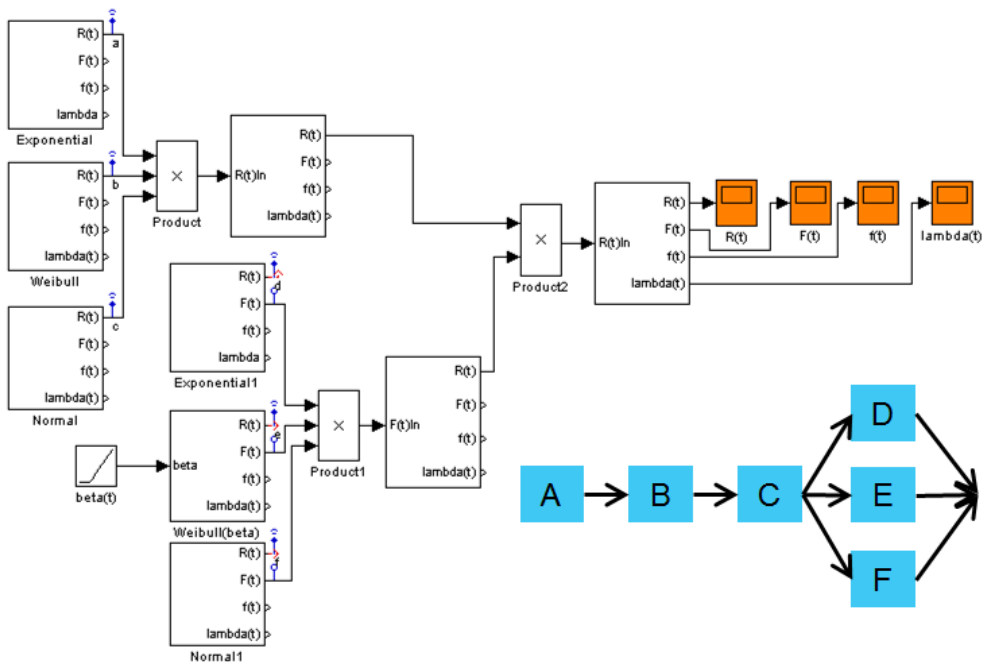 R(t)
a
F(t)
f(t)
lambda
Exponential
R(t)
b
F(t)
f(t)
lambda(t)
Weibull
R(t)
c
F(t)
f(t)
lambda(t)
Normal
×
Product
R(t)In
R(t)
F(t)
f(t)
lambda(t)
R(t)
d
F(t)
f(t)
lambda
Exponential1
beta(t)
beta
R(t)
e
F(t)
f(t)
lambda(t)
Weibull(beta)
R(t)
f
F(t)
f(t)
lambda(t)
Normal1
×
Product1
F(t)In
R(t)
F(t)
f(t)
lambda(t)
×
Product2
R(t)In
R(t)
F(t)
f(t)
lambda(t)
R(t)
F(t)
f(t)
lambda(t)
A
B
C
D
E
F